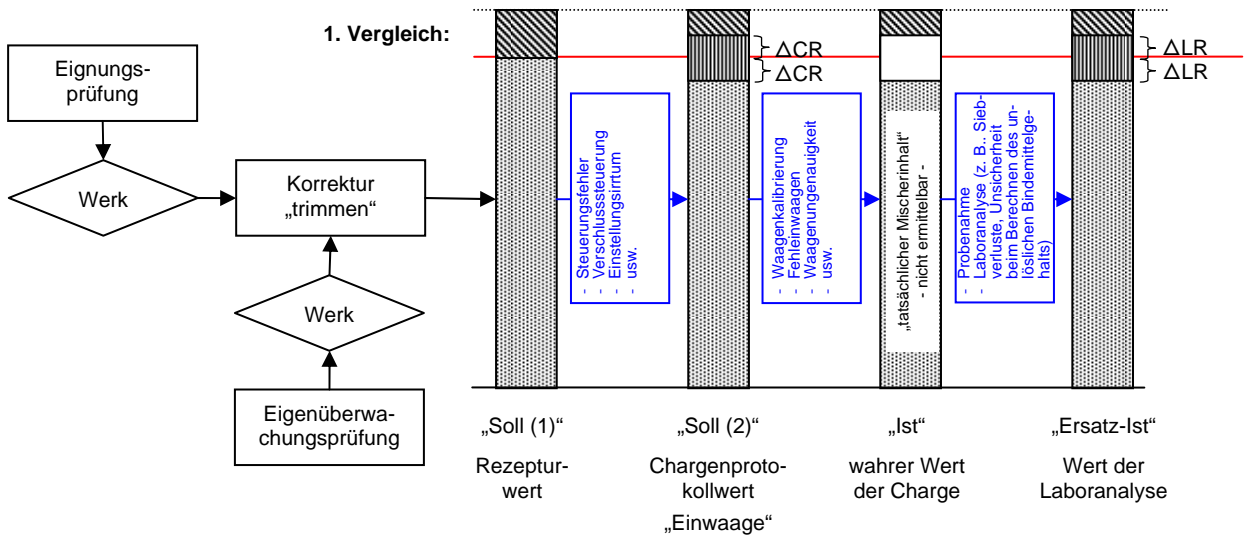 1. Vergleich:
Eignungs-
prüfung
Werk
Korrektur
„trimmen“
Werk
Eigenüberwa-
chungsprüfung
- Steuerungsfehler
- Verschlusssteuerung
- Einstellungsirrtum
- usw.
ΔCR
ΔCR
- Waagenkalibrierung
- Fehleinwaagen
- Waagenungenauigkeit
- usw.
„tatsächlicher Mischerinhalt“
- nicht ermittelbar -
- Probenahme
- Laboranalyse (z. B.. Sieb-
verluste, Unsicherheit
beim Berechnen des un-
löslichen Bindemittelge-
halts)
ΔLR
ΔLR
„Soll (1)“
Rezeptur-
wert
„Soll (2)“
Chargenproto-
kollwert
„Einwaage“
„Ist“
wahrer Wert
der Charge
„Ersatz-Ist“
Wert der
Laboranalyse